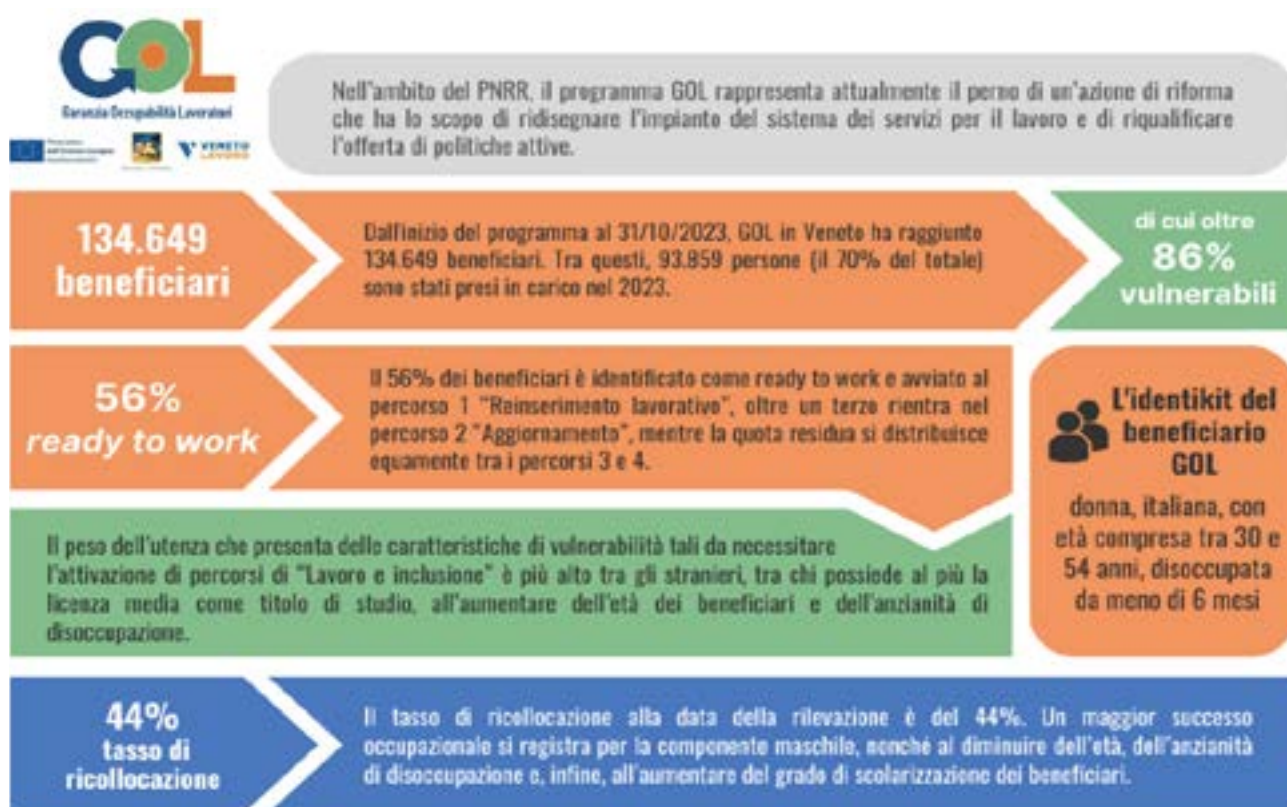 GOL
Garanzia Occupabilità Lavoratori
VENETO
LAVORO
Nell'ambito del PNRR, il programma GOL rappresenta attualmente il perno di un'azione di riforma
che ha lo scopo di ridisegnare l'impianto del sistema dei servizi per il lavoro e di riqualificare
l'offerta di politiche attive.
134.649
beneficiari
Dall'inizio del programma al 31/10/2023, GOL in Veneto ha raggiunto
134.649 beneficiari. Tra questi, 93.859 persone (il 70% del totale)
sono stati presi in carico nel 2023.
di cui oltre
86%
vulnerabili
56%
ready to work
Il 56% dei beneficiari è identificato come ready to work e avviato al
percorso 1 "Reinserimento lavorativo", oltre un terzo rientra nel
percorso 2 "Aggiornamento", mentre la quota residua si distribuisce
equamente tra i percorsi 3 e 4.
L'identikit del
beneficiario
GOL
donna, italiana, con
età compresa tra 30 e
54 anni, disoccupata
da meno di 6 mesi
Il peso dell'utenza che presenta delle caratteristiche di vulnerabilità tali da necessitare
l'attivazione di percorsi di "Lavoro e inclusione" è più alto tra gli stranieri, tra chi possiede al più la
licenza media come titolo di studio, all'aumentare dell'età dei beneficiari e dell'anzianità di
disoccupazione.
44%
tasso di
ricollocazione
Il tasso di ricollocazione alla data della rilevazione è del 44%. Un maggior successo
occupazionale si registra per la componente maschile, nonché al diminuire dell'età, dell'anzianità
di disoccupazione e, infine, all'aumentare del grado di scolarizzazione dei beneficiari.